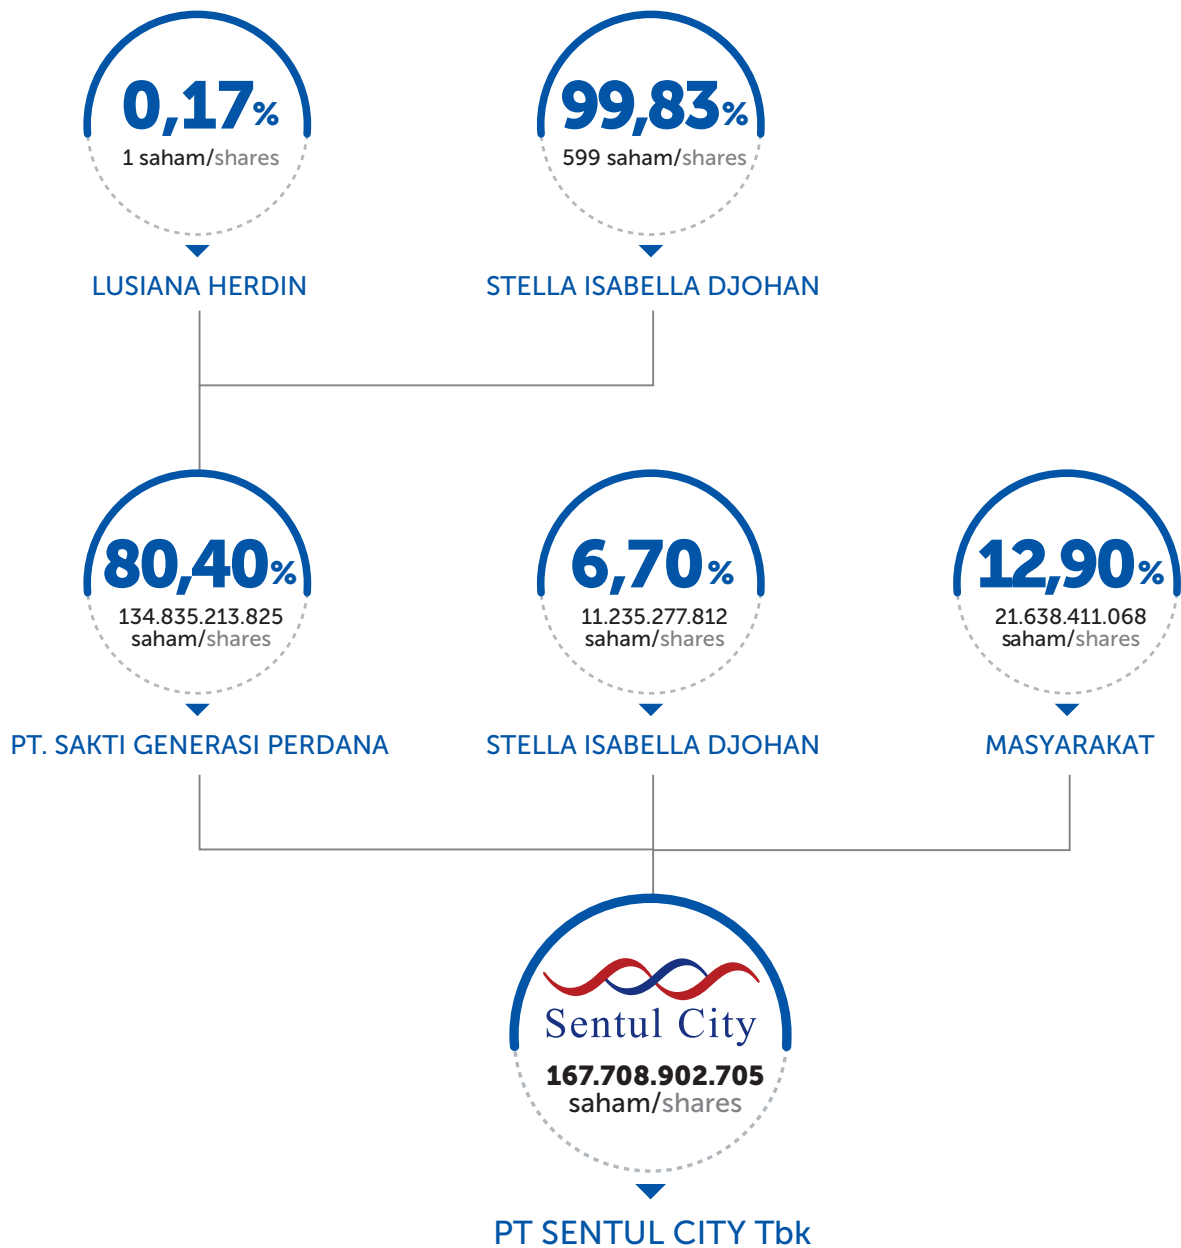 0,17%
1 saham/shares
LUSIANA HERDIN
99,83%
599 saham/shares
STELLA ISABELLA DJOHAN
80,40%
134.835.213.825
saham/shares
PT. SAKTI GENERASI PERDANA
6,70%
11.235.277.812
saham/shares
STELLA ISABELLA DJOHAN
12,90%
21.638.411.068
saham/shares
MASYARAKAT
Sentul City
167.708.902.705
saham/shares
PT SENTUL CITY Tbk